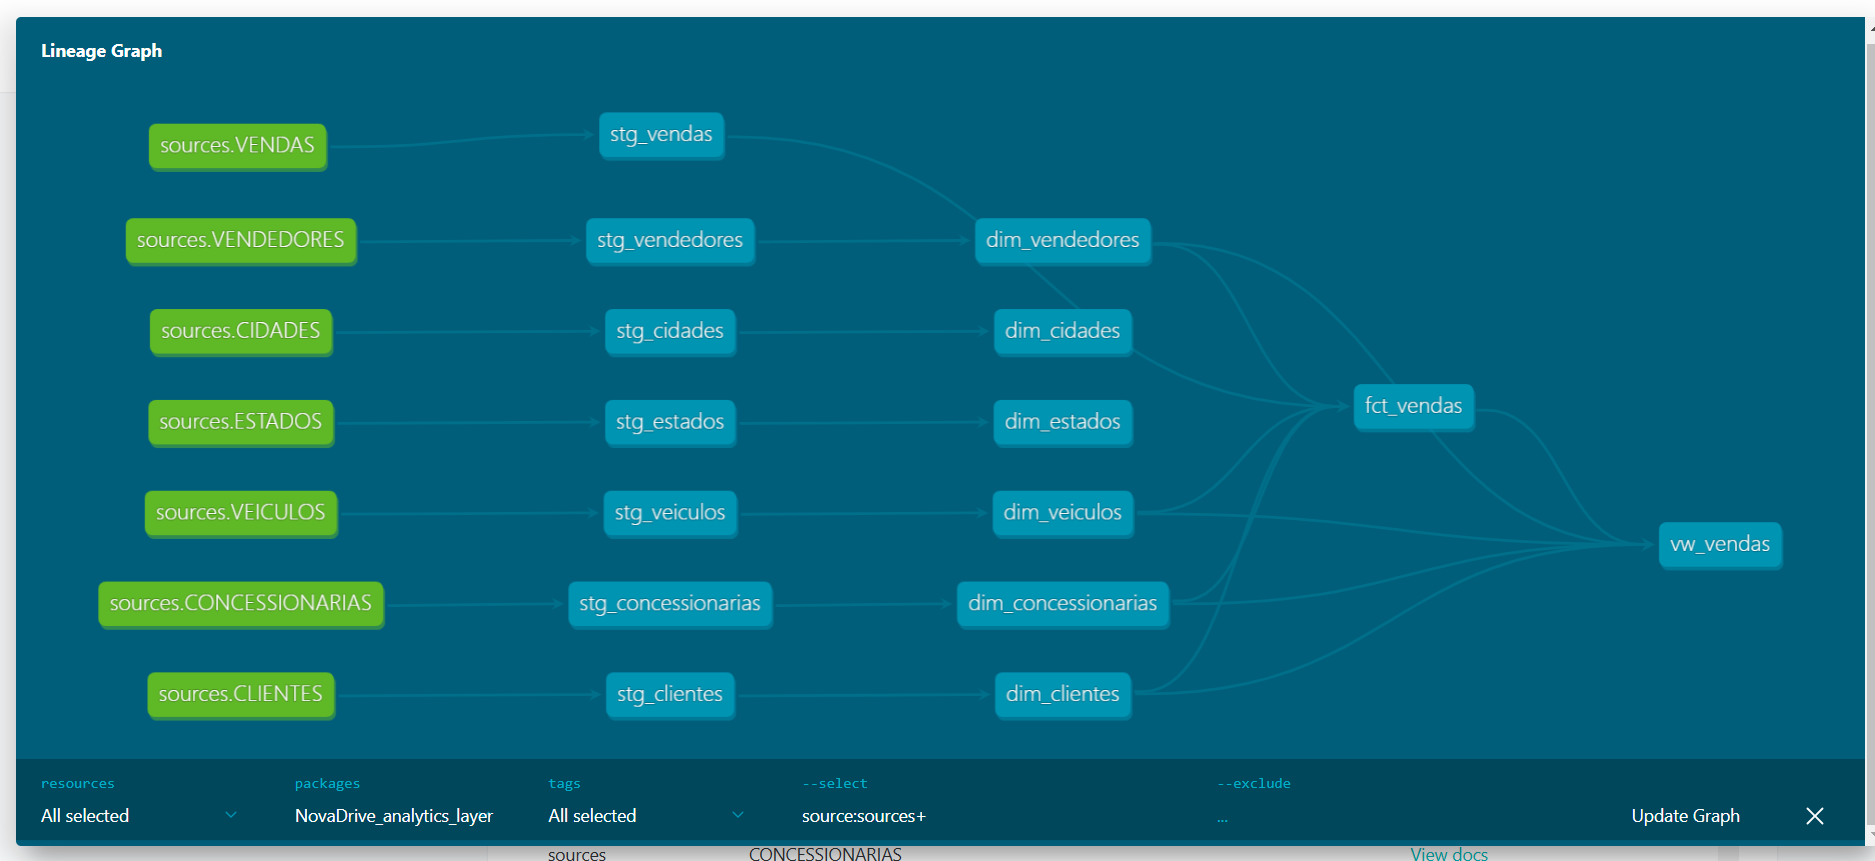 Lineage Graph
sources.VENDAS
stg_vendas
sources.VENDEDORES
stg_vendedores
dim_vendedores
sources.CIDADES
stg_cidades
dim_cidades
fct_vendas
sources.ESTADOS
stg_estados
dim_estados
sources.VEICULOS
stg_veiculos
dim_veiculos
vw_vendas
sources.CONCESSIONARIAS
stg_concessionarias
dim_concessionarias
sources.CLIENTES
stg_clientes
dim_clientes
resources packages tags --select --exclude
All selected NovaDrive_analytics_layer All selected source:sources+ ... Update Graph
sources CONCESSIONARIAS View docs